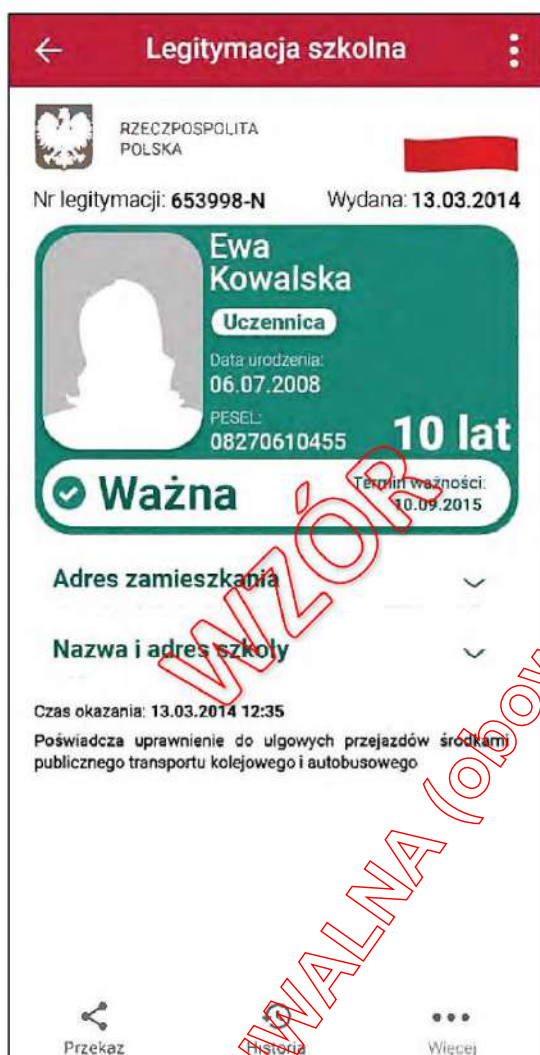 Legitymacja szkolna
RZECZPOSPOLITA
POLSKA
Nr legitymacji: 653998-N Wydana: 13.03.2014
Ewa
Kowalska
Uczennica
Data urodzenia:
06.07.2008
PESEL:
08270610455
10 lat
Ważna
Termin ważności:
10.09.2015
Adres zamieszkania
Nazwa i adres szkoły
WZÓR
Czas okazania: 13.03.2014 12:35
Poświadcza uprawnienie do ulgowych przejazdów środkami
publicznego transportu kolejowego i autobusowego
Przekaz Historia Więcej